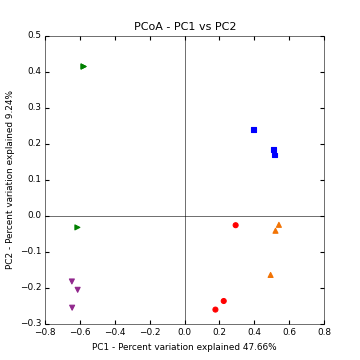 PCoA - PC1 vs PC2
0.5
0.4
0.3
0.2
0.1
0.0
−0.1
−0.2
−0.3
PC2 - Percent variation explained 9.24%
−0.8 −0.6 −0.4 −0.2 0.0 0.2 0.4 0.6 0.8
PC1 - Percent variation explained 47.66%